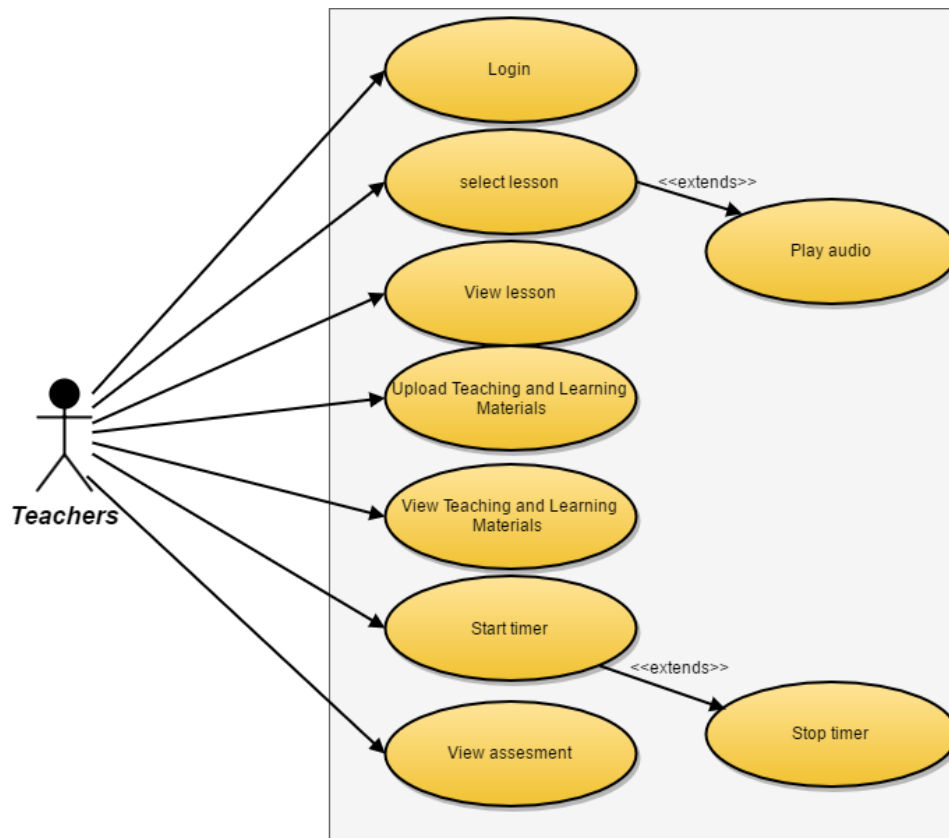 Login
select lesson
<<extends>>
Play audio
View lesson
Upload Teaching and Learning
Materials
View Teaching and Learning
Materials
Teachers
Start timer
<<extends>>
Stop timer
View assesment